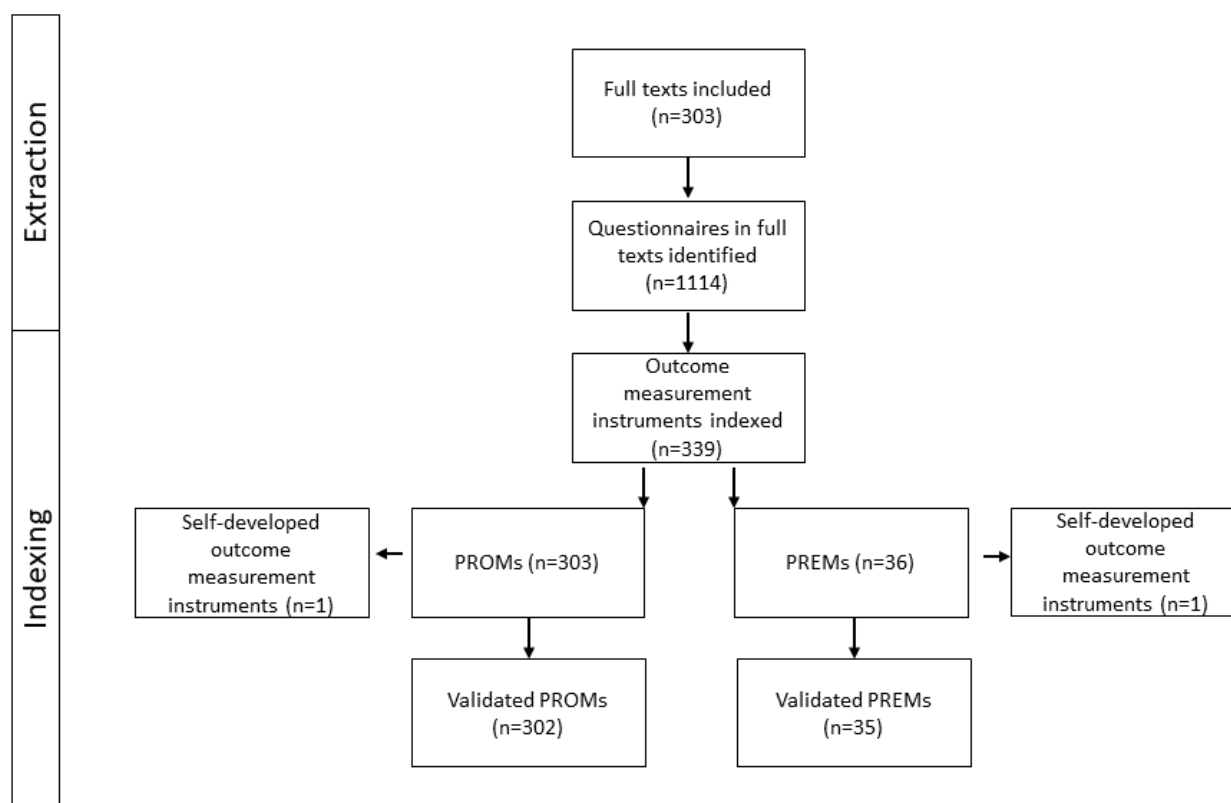 Extraction
Full texts included
(n=303)
Questionnaires in full
texts identified
(n=1114)
Indexing
Outcome
measurement
instruments indexed
(n=339)
Self-developed
outcome
measurement
instruments (n=1)
PROMs (n=303)
PREMs (n=36)
Self-developed
outcome
measurement
instruments (n=1)
Validated PROMs
(n=302)
Validated PREMs
(n=35)